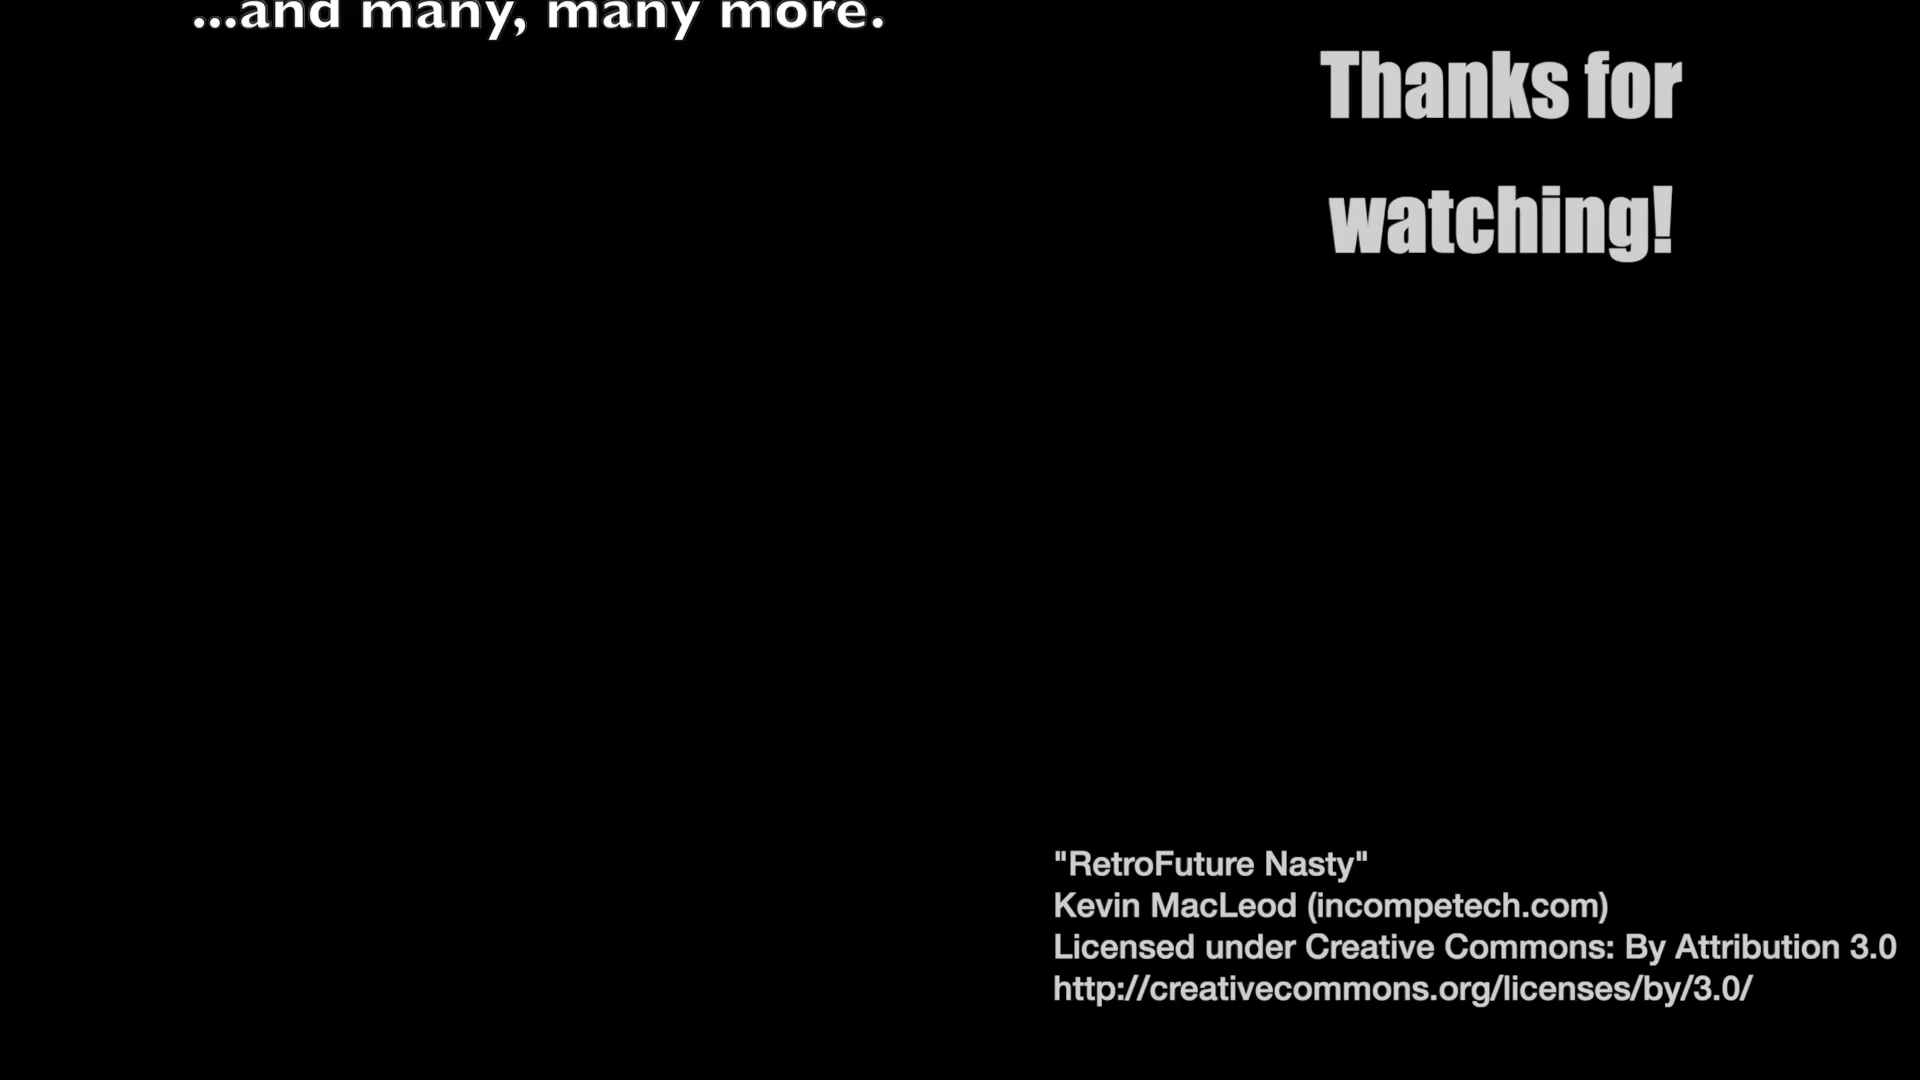 ...and many, many more.
Thanks for
watching!
"RetroFuture Nasty"
Kevin MacLeod (incompetech.com)
Licensed under Creative Commons: By Attribution 3.0
http://creativecommons.org/licenses/by/3.0/